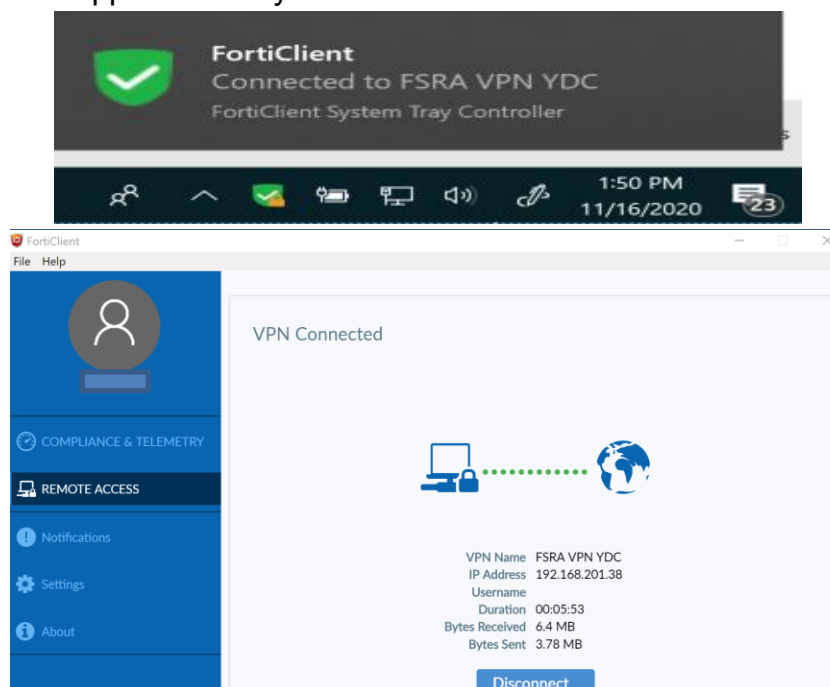 FortiClient
Connected to FSRA VPN YDC
FortiClient System Tray Controller
1:50 PM
11/16/2020
23
FortiClient
File Help
VPN Connected
COMPLIANCE & TELEMETRY
REMOTE ACCESS
Notifications
Settings
About
VPN Name FSRA VPN YDC
IP Address 192.168.201.38
Username
Duration 00:05:53
Bytes Received 6.4 MB
Bytes Sent 3.78 MB
Disconnect